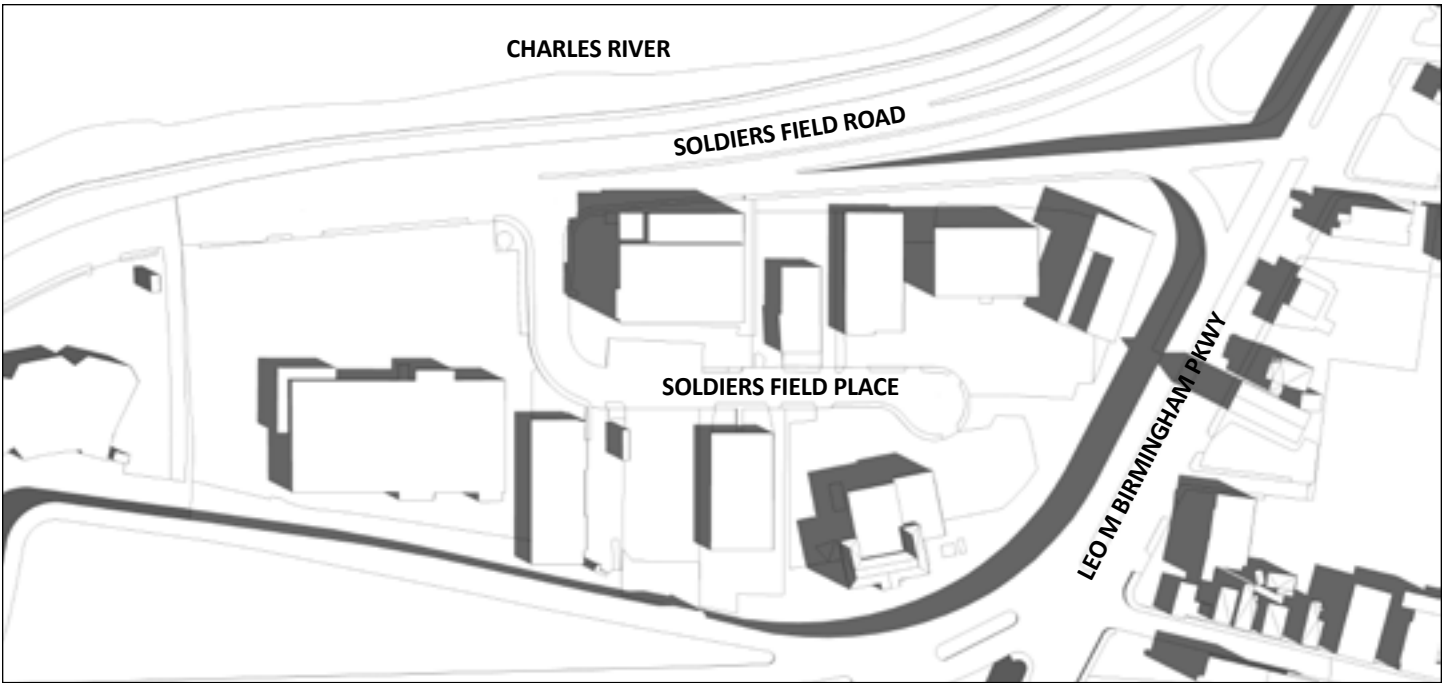 CHARLES RIVER
SOLDIERS FIELD ROAD
SOLDIERS FIELD PLACE
LEO M BIRMINGHAM PKWY